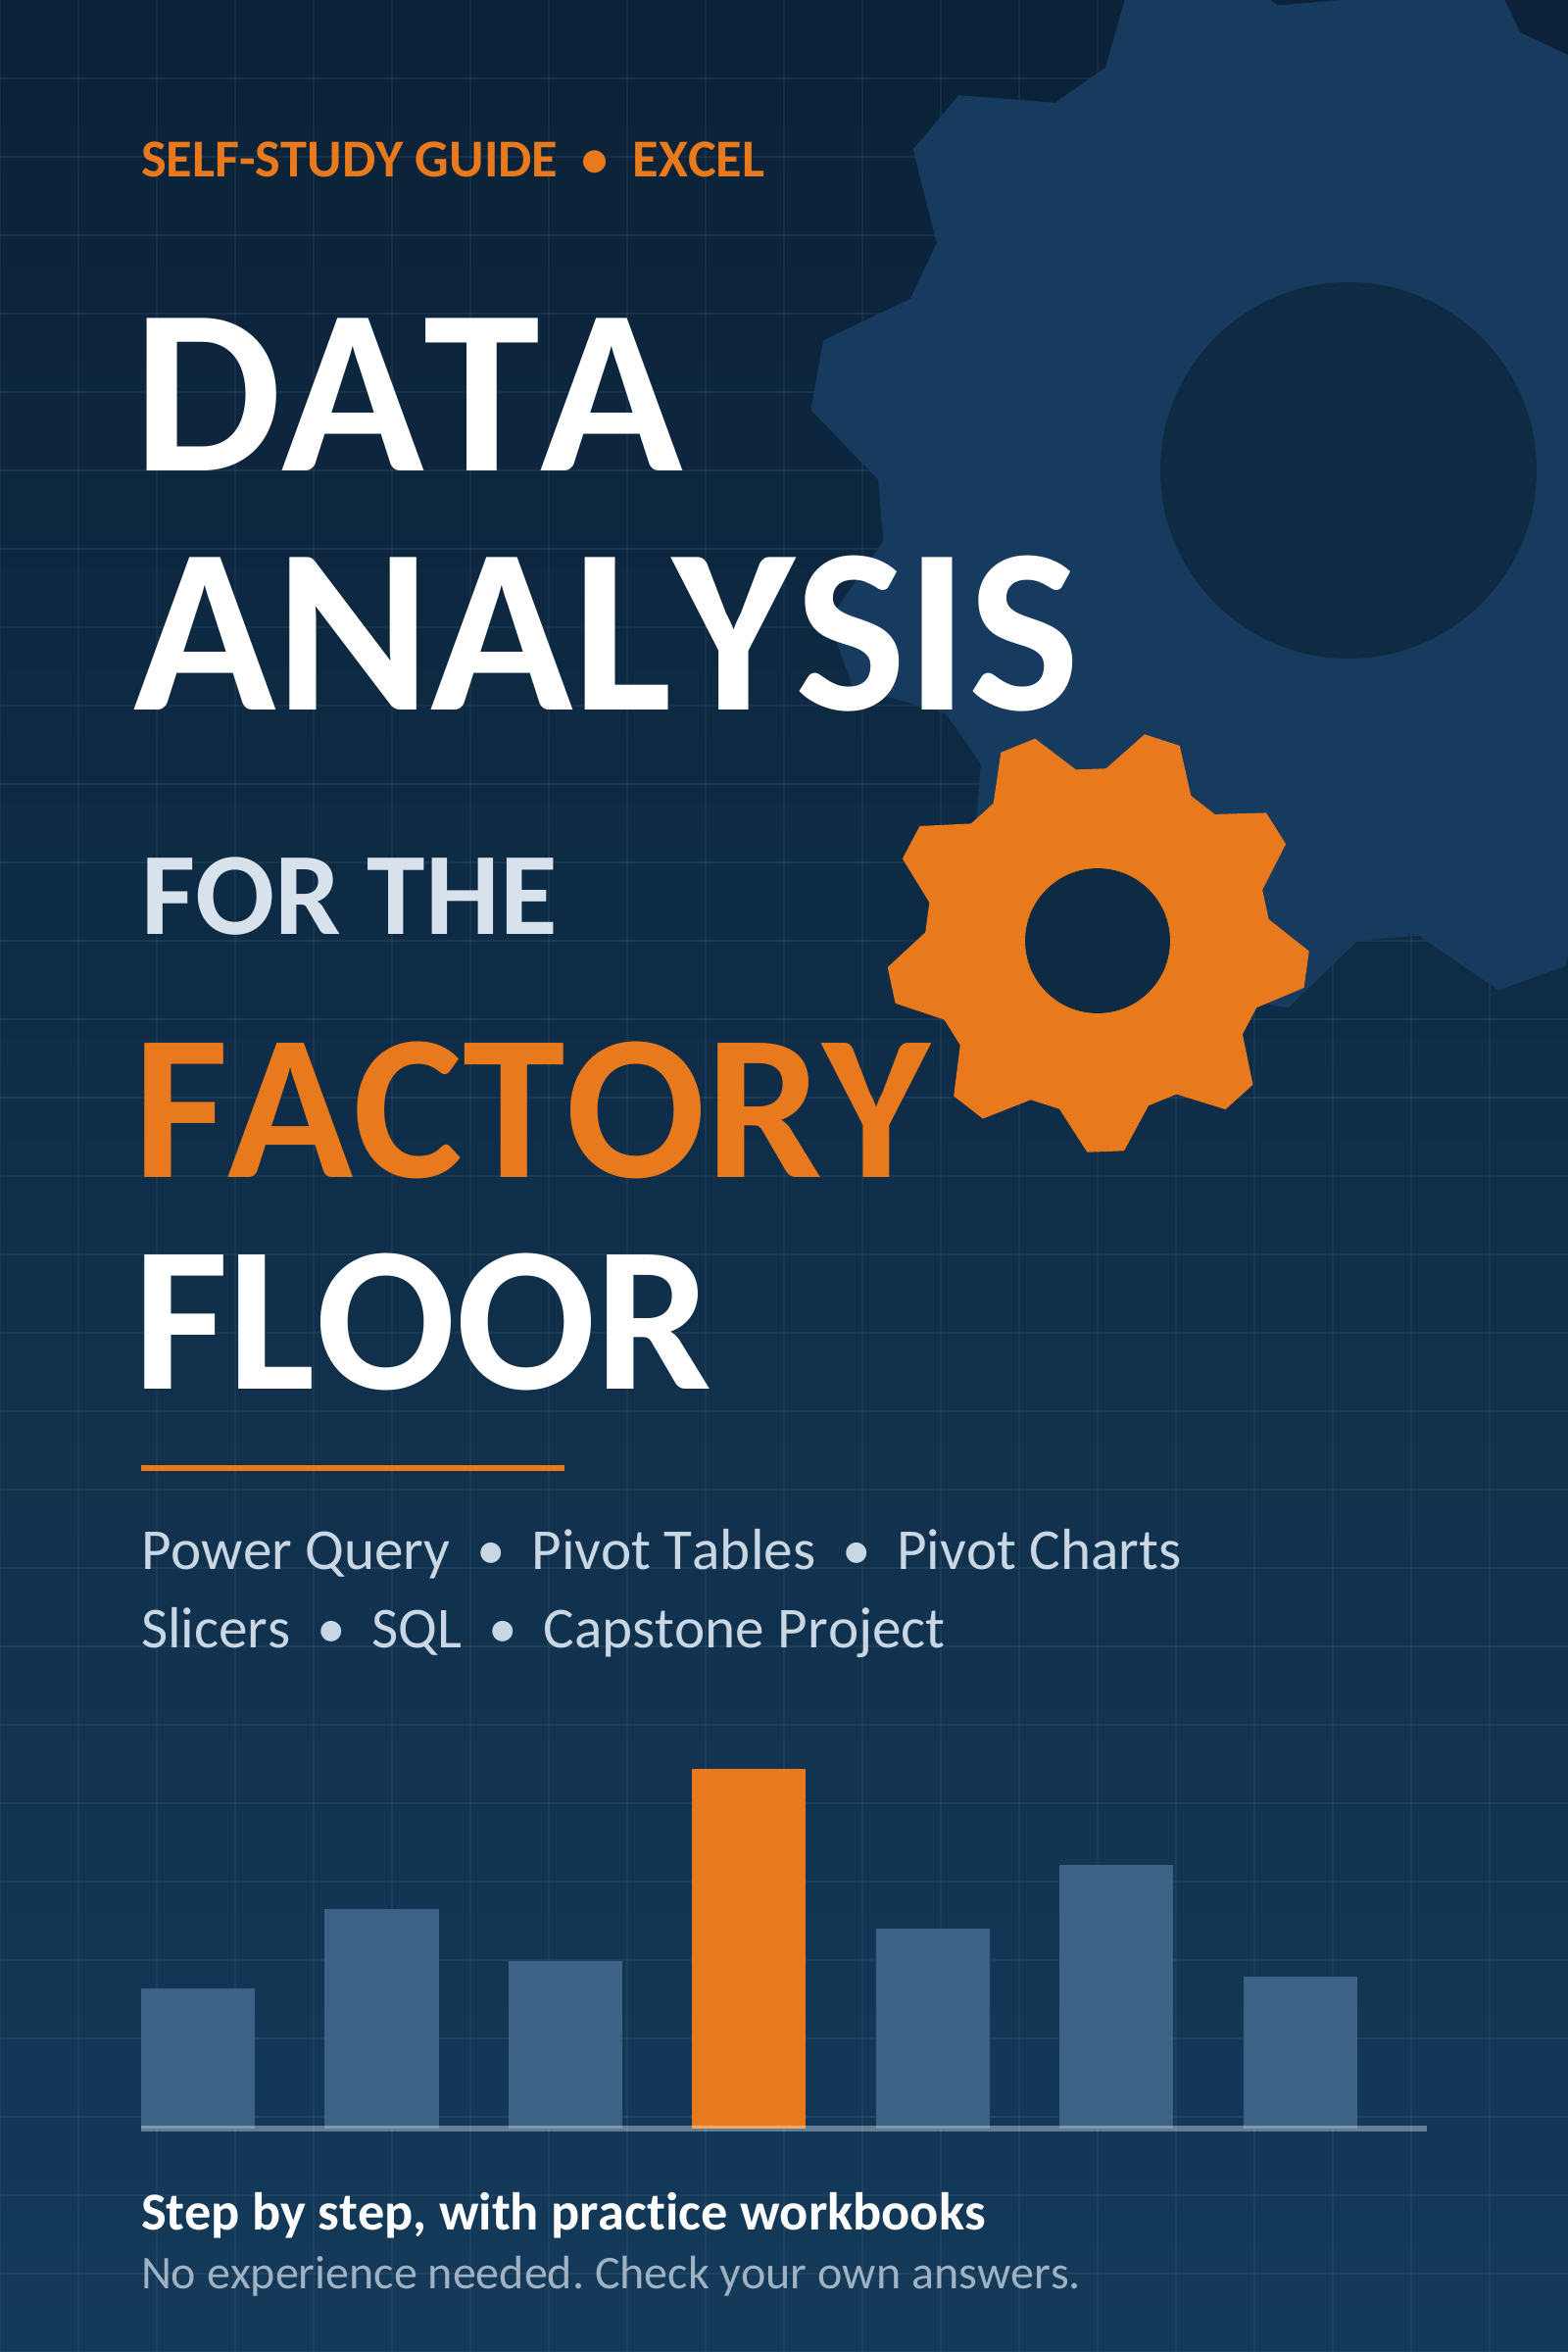 SELF-STUDY GUIDE ● EXCEL
DATA
ANALYSIS
FOR THE
FACTORY
FLOOR
Power Query ● Pivot Tables ● Pivot Charts
Slicers ● SQL ● Capstone Project
Step by step, with practice workbooks
No experience needed. Check your own answers.